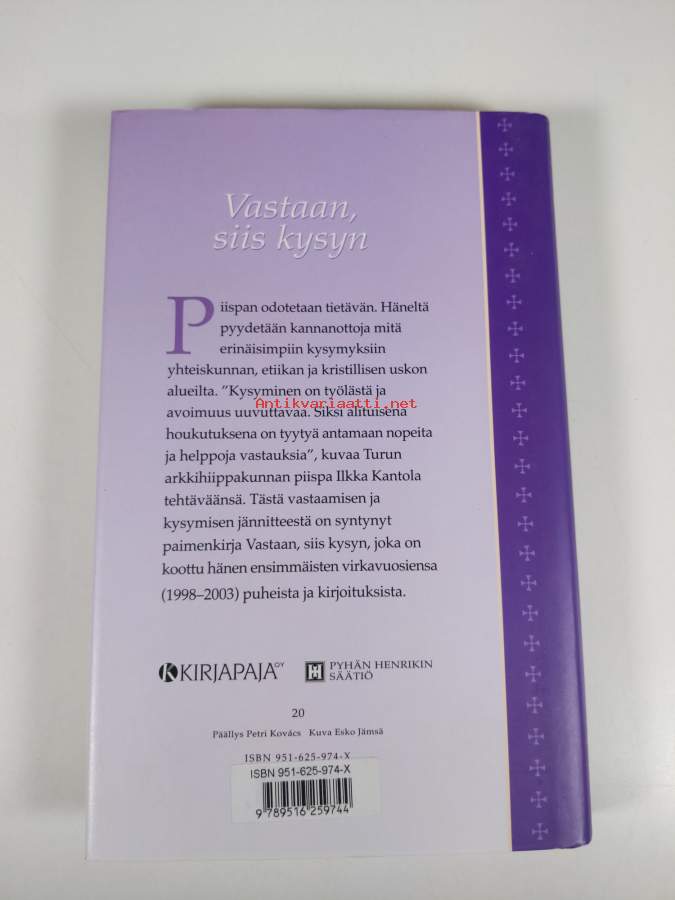 Vastaan,
siis kysyn
Piispan odotetaan tietävän. Häneltä
pyydetään kannanottoja mitä
erinäisimpiin kysymyksiin
yhteiskunnan, etiikan ja kristillisen uskon
alueilta. ”Kysyminen on työlästä ja
Antikvariaatti.net
avoimuus uuvuttavaa. Siksi alituisena
houkutuksena on tyytyä antamaan nopeita
ja helppoja vastauksia”, kuvaa Turun
arkkihiippakunnan piispa Ilkka Kantola
tehtäväänsä. Tästä vastaamisen ja
kysymisen jännitteestä on syntynyt
paimenkirja Vastaan, siis kysyn, joka on
koottu hänen ensimmäisten virkavuosiensa
(1998–2003) puheista ja kirjoituksista.
KIRJAPAJA OY
PYHÄN HENRIKIN
SÄÄTIÖ
20
Päällys Petri Kovács Kuva Esko Jämsä
ISBN 951-625-974-X
ISBN 951-625-974-X
9 789516 259744